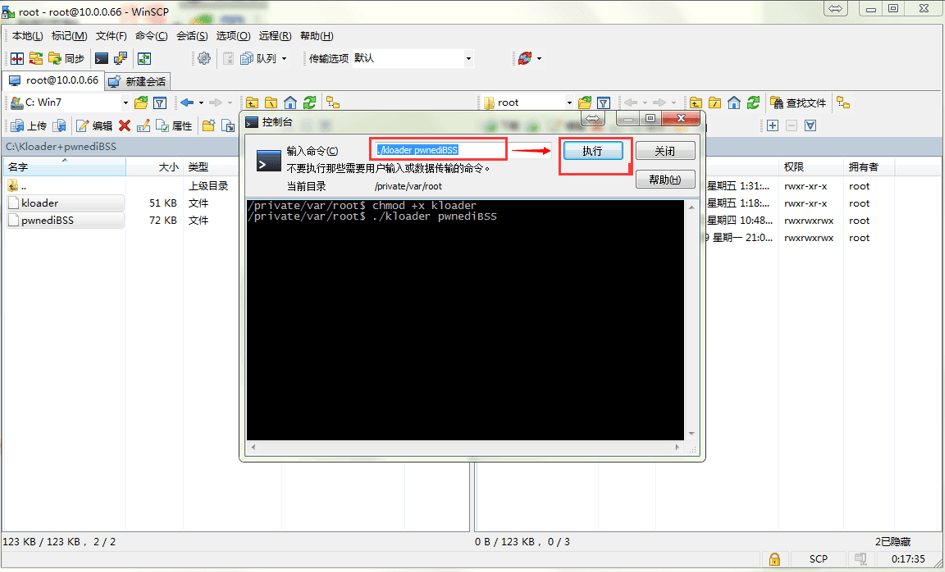 root - root@10.0.0.66 - WinSCP
本地(L) 标记(M) 文件(F) 命令(C) 会话(S) 选项(O) 远程(R) 帮助(H)
同步 队列 传输选项 默认
root@10.0.0.66 新建会话
C: Win7 root 查找文件
上传 编辑 属性
C:\Kloader+pwnediBSS
名字 大小 类型 权限 拥有者
.. 上级目录 星期五 1:31:... rwxr-xr-x root
kloader 51 KB 文件 星期五 1:18:... rwxr-xr-x root
pwnediBSS 72 KB 文件 星期四 10:48... rwxrwxrwx root
9 星期一 21:0... rwxrwxrwx root
控制台
输入命令(C) ./kloader pwnediBSS 执行 关闭
不要执行那些需要用户输入或数据传输的命令。
当前目录 /private/var/root 帮助(H)
/private/var/root$ chmod +x kloader
/private/var/root$ ./kloader pwnediBSS
123 KB / 123 KB， 2 / 2 0 B / 123 KB， 0 / 3 2已隐藏
SCP 0:17:35